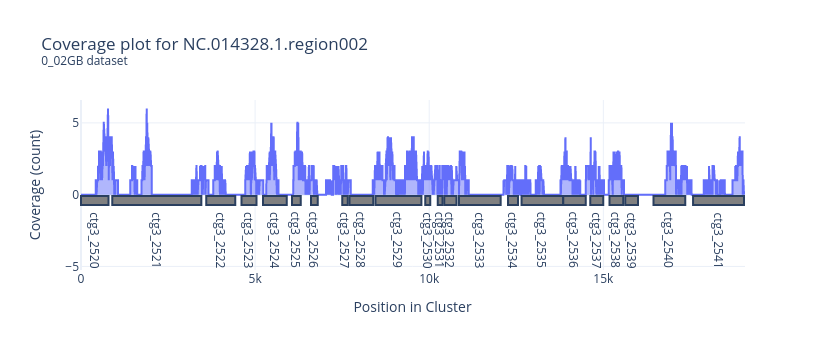 Coverage plot for NC.014328.1.region002
0_02GB dataset
Coverage (count)
5
0
−5
ctg3_2520
ctg3_2521
ctg3_2522
ctg3_2523
ctg3_2524
ctg3_2525
ctg3_2526
ctg3_2527
ctg3_2528
ctg3_2529
ctg3_2530
ctg3_2531
ctg3_2532
ctg3_2533
ctg3_2534
ctg3_2535
ctg3_2536
ctg3_2537
ctg3_2538
ctg3_2539
ctg3_2540
ctg3_2541
0
5k
10k
15k
Position in Cluster